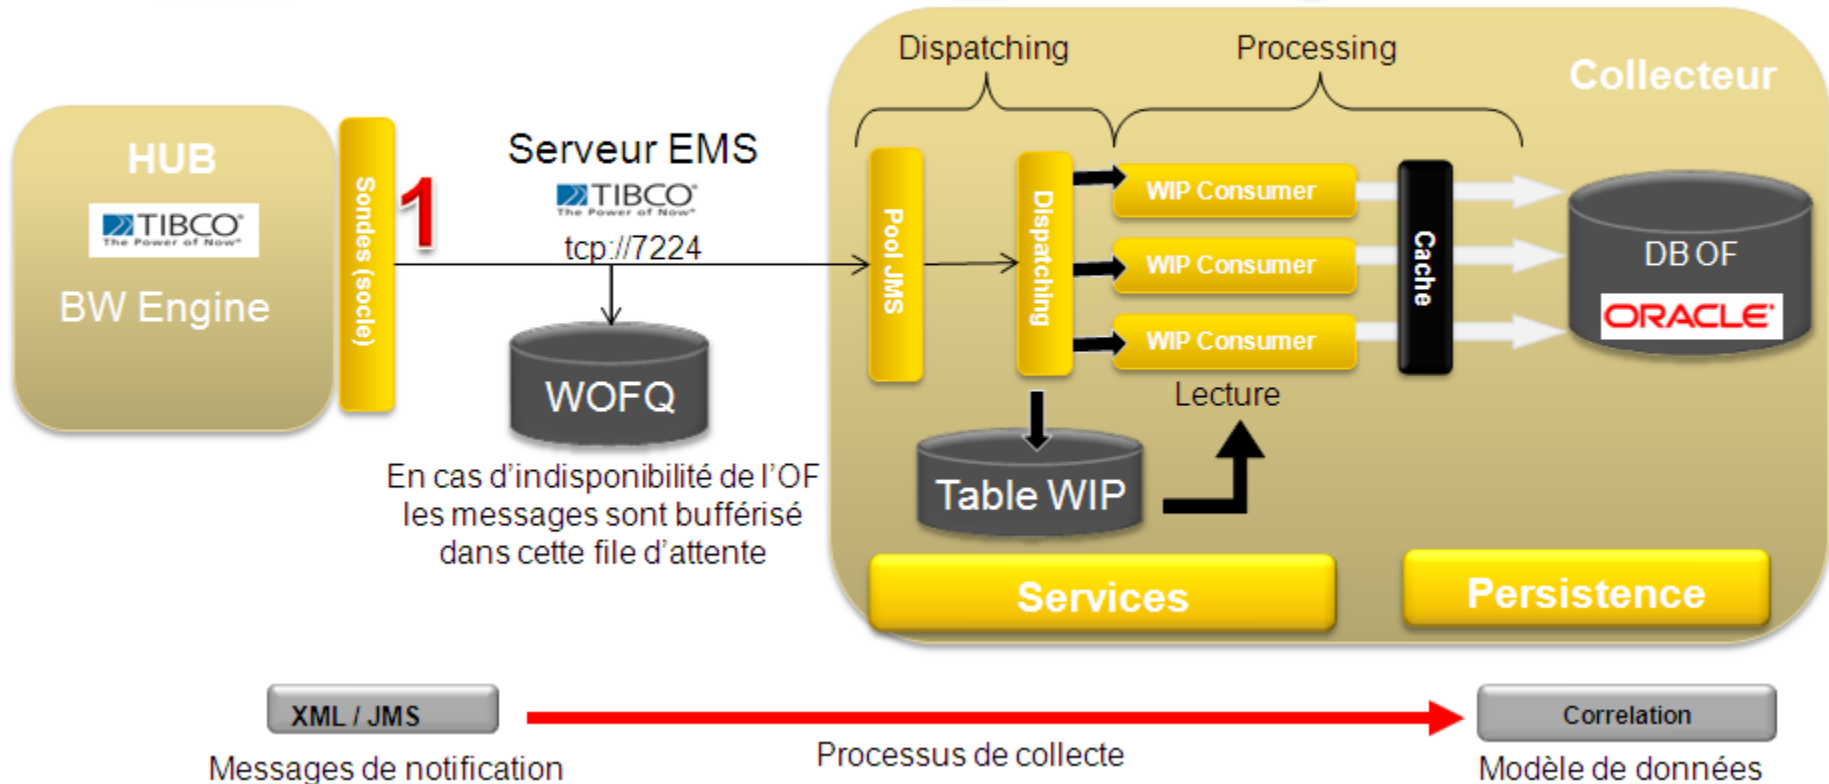 Dispatching
Processing
Collecteur
HUB
TIBCO®
The Power of Now®
BW Engine
Sondes (socle)
1
Serveur EMS
TIBCO®
The Power of Now®
tcp://7224
WOFQ
En cas d'indisponibilité de l'OF
les messages sont bufférisé
dans cette file d'attente
Pool JMS
Dispatching
WIP Consumer
WIP Consumer
WIP Consumer
Cache
DB OF
ORACLE®
Lecture
Table WIP
Services
Persistence
XML / JMS
Messages de notification
Processus de collecte
Correlation
Modèle de données